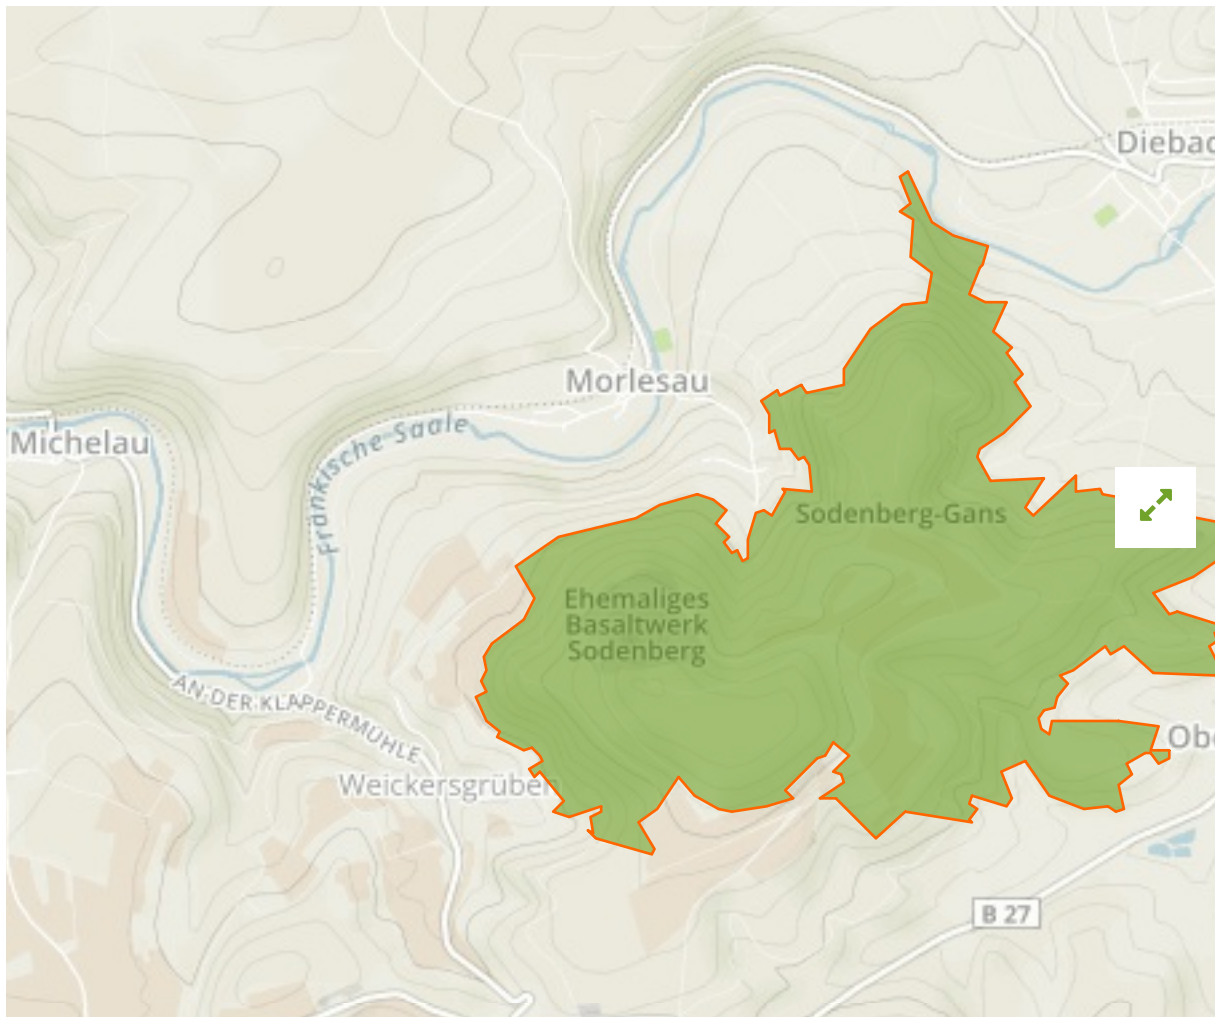 Diebac
Morlesau
Michelau
Fränkische Saale
Sodenberg-Gans
Ehemaliges
Basaltwerk
Sodenberg
AN DER KLAPPERMÜHLE
Obe
Weickersgrüben
B 27